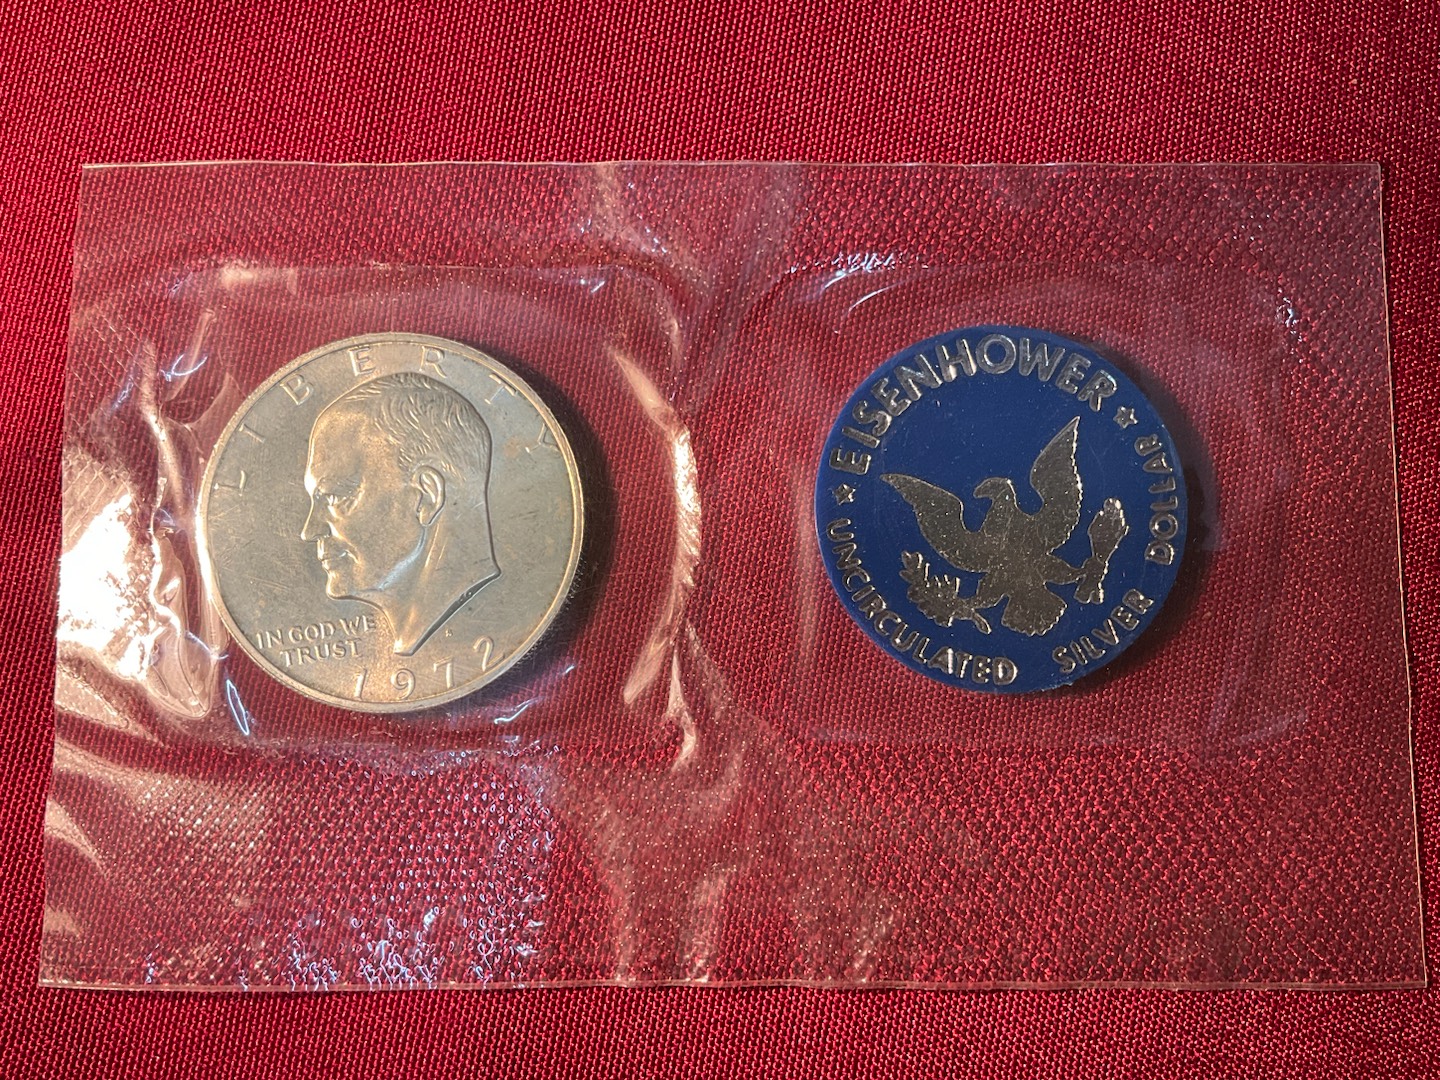 LIBERTY
IN GOD WE
TRUST
1972
S
EISENHOWER
UNCIRCULATED SILVER DOLLAR